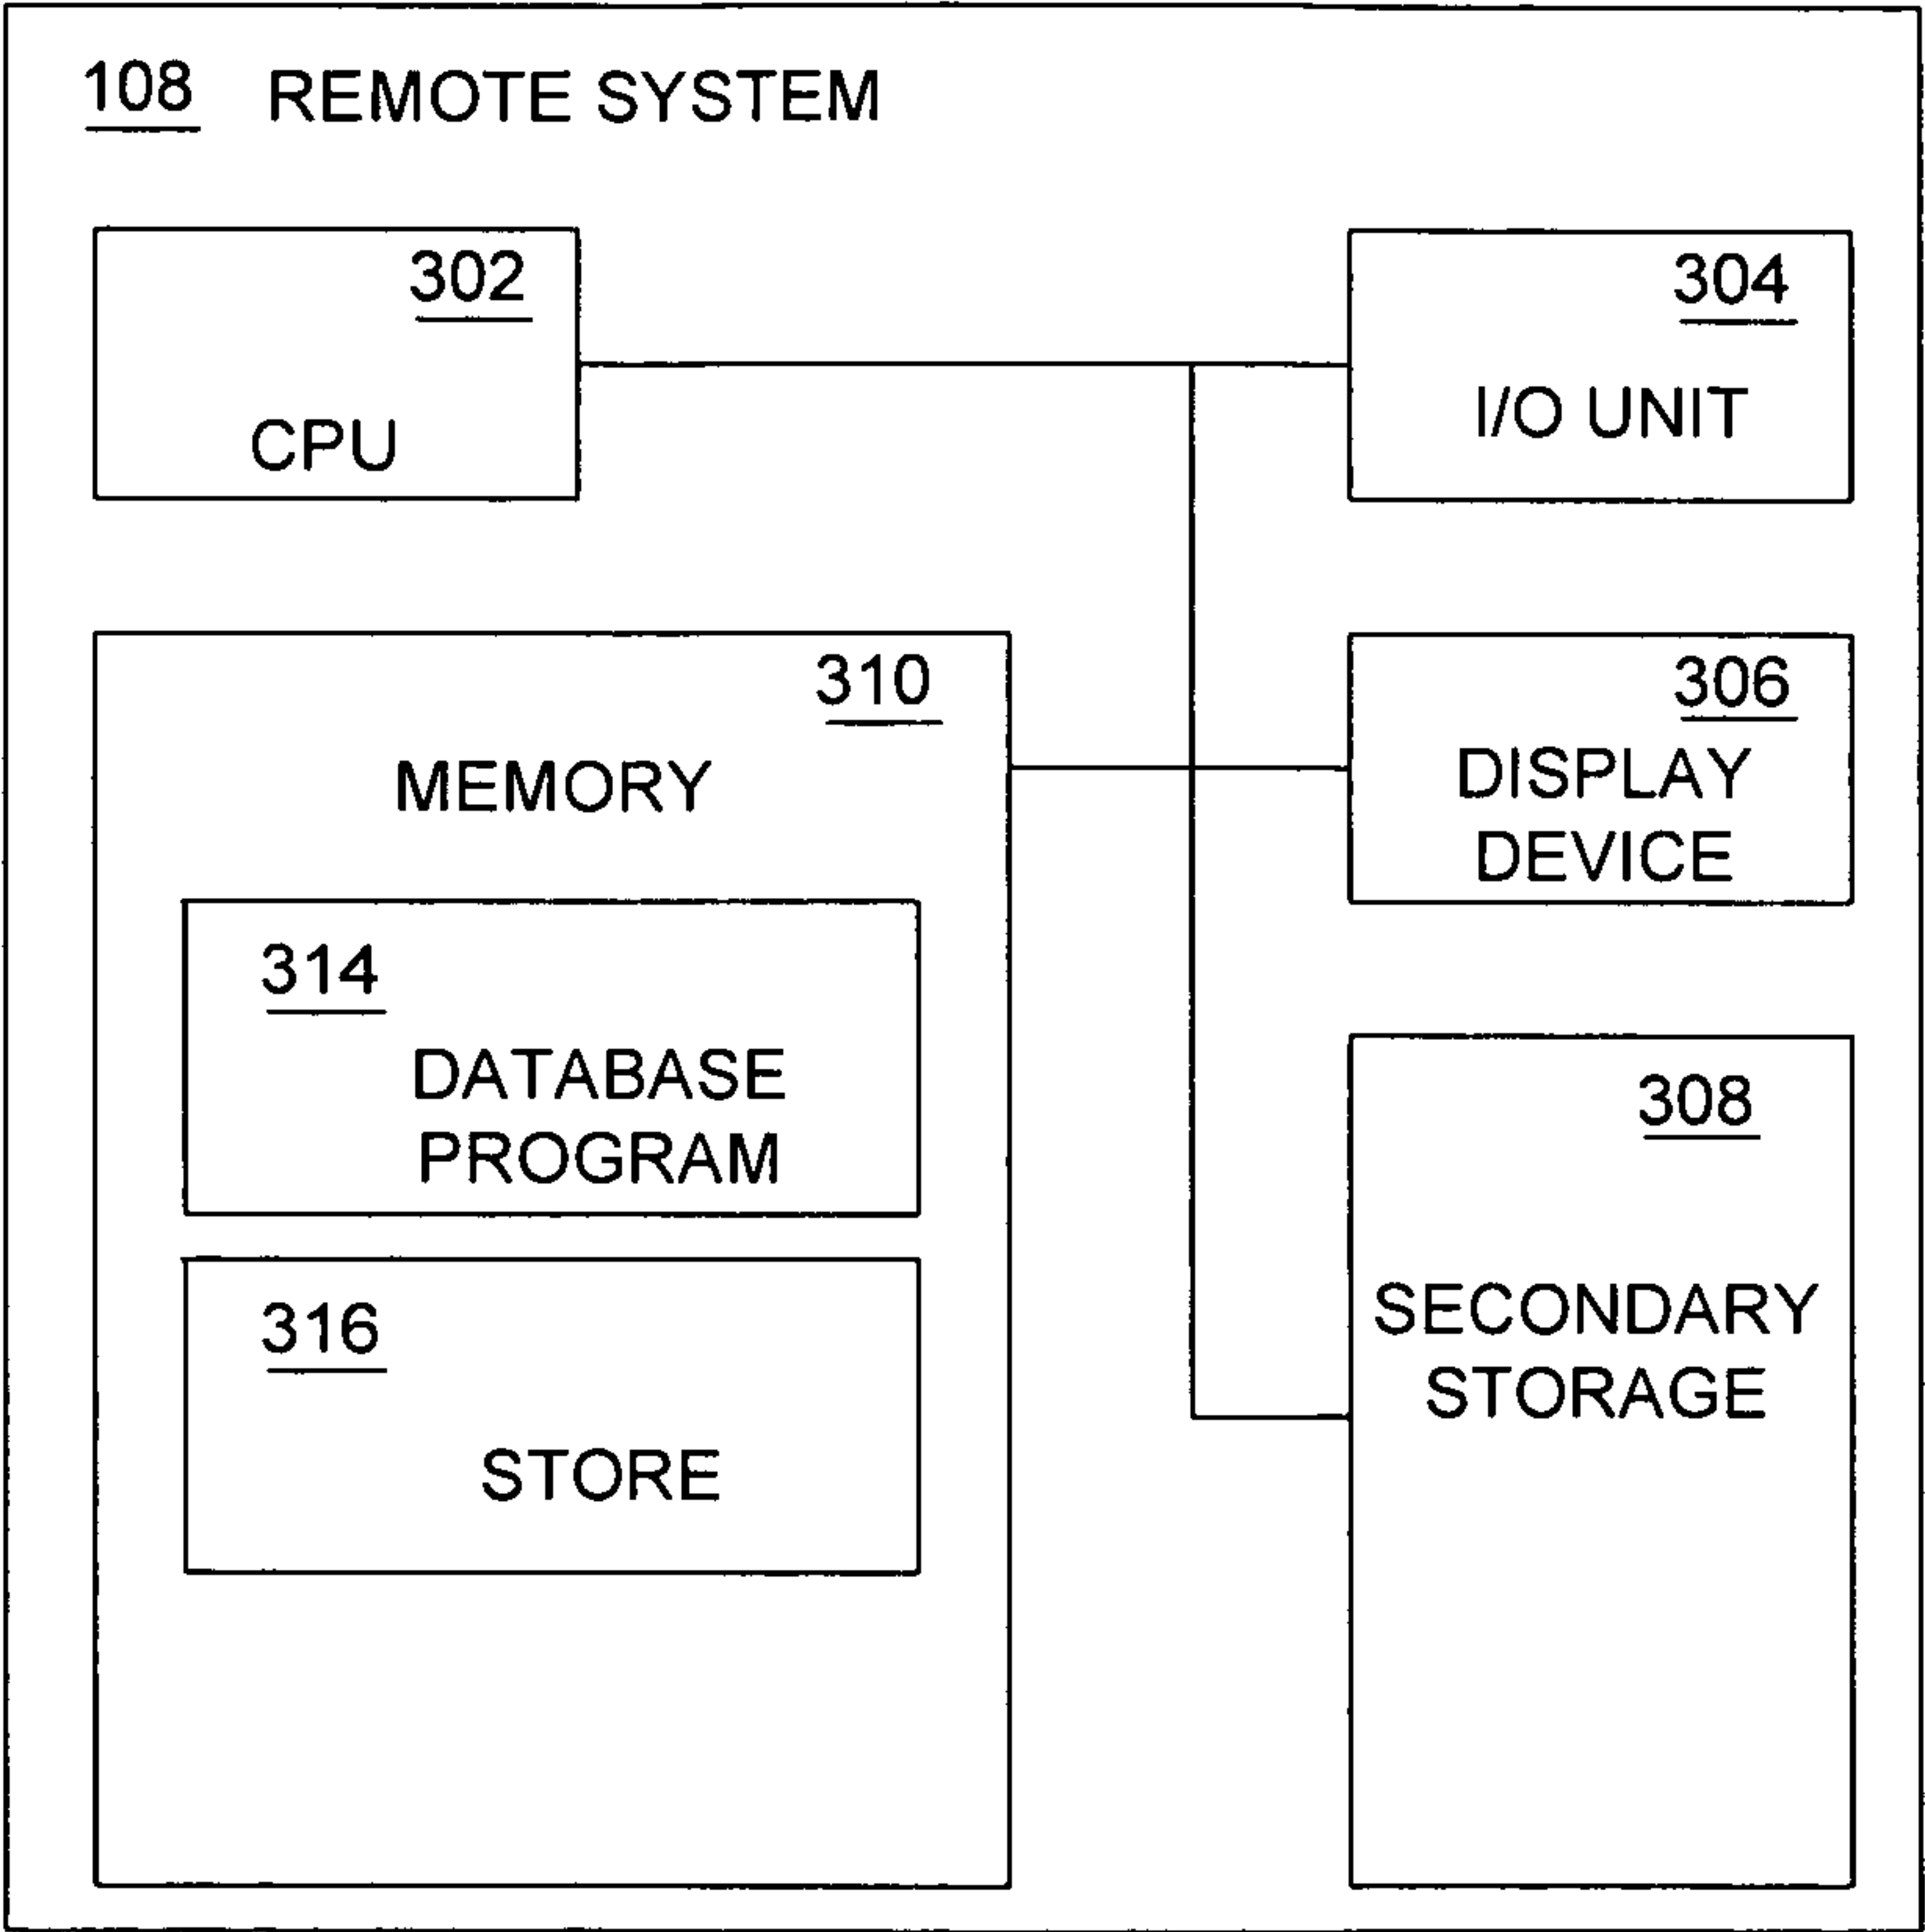 108 REMOTE SYSTEM
302
CPU
304
I/O UNIT
310
MEMORY
314
DATABASE
PROGRAM
316
STORE
306
DISPLAY
DEVICE
308
SECONDARY
STORAGE